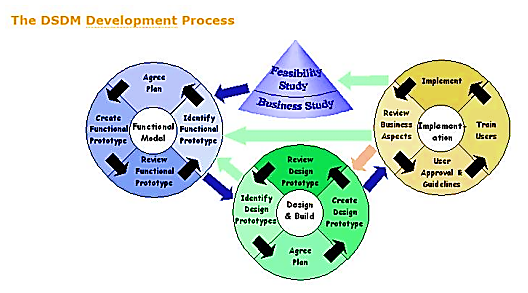 The DSDM Development Process
Feasibility
Study
Business Study
Agree
Plan
Create
Functional
Prototype
Functional
Model
Identify
Functional
Prototype
Review
Functional
Prototype
Implement
Review
Business
Aspects
Implement-
ation
Train
Users
User
Approval &
Guidelines
Review
Design
Prototype
Identify
Design
Prototypes
Design
& Build
Create
Design
Prototype
Agree
Plan